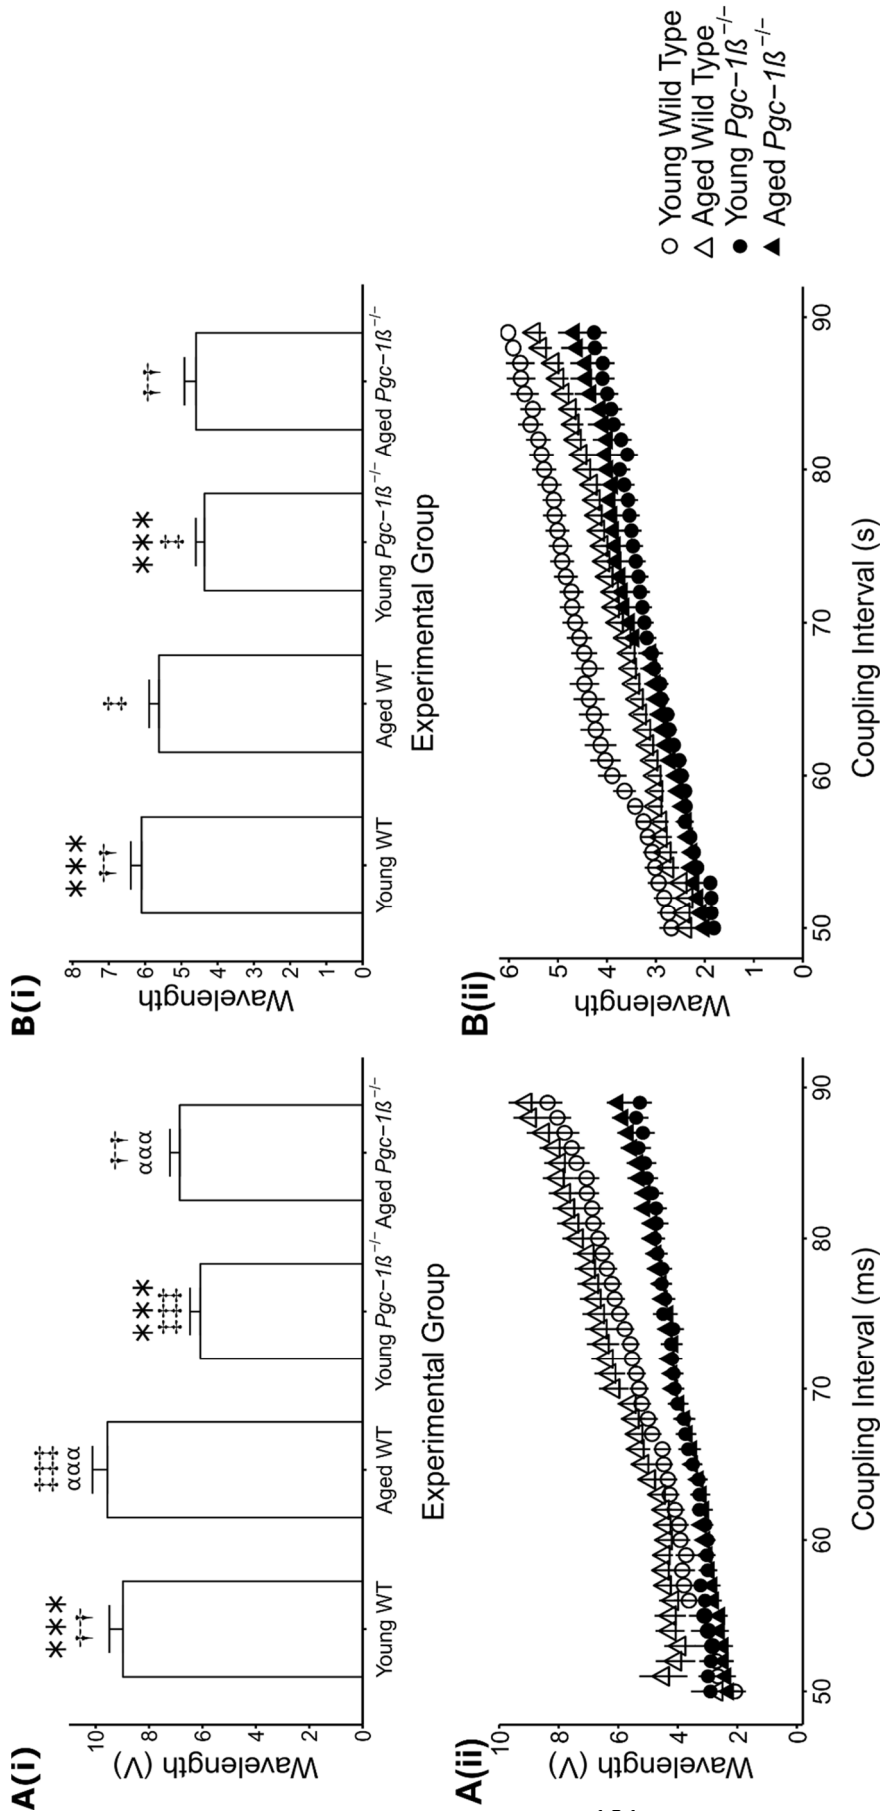 A(i)
Wavelength (V)
10
8
6
4
2
0
***
††
‡‡‡
ααα
***
‡‡‡
††
ααα
Young WT
Aged WT
Young Pgc−1ß−/−
Aged Pgc−1ß−/−
Experimental Group
B(i)
Wavelength
8
7
6
5
4
3
2
1
0
***
††
‡
***
‡
††
Young WT
Aged WT
Young Pgc−1ß−/−
Aged Pgc−1ß−/−
Experimental Group
A(ii)
Wavelength (V)
10
8
6
4
2
0
50
60
70
80
90
Coupling Interval (ms)
B(ii)
Wavelength
6
5
4
3
2
1
0
50
60
70
80
90
Coupling Interval (s)
Young Wild Type
Aged Wild Type
Young Pgc−1ß−/−
Aged Pgc−1ß−/−